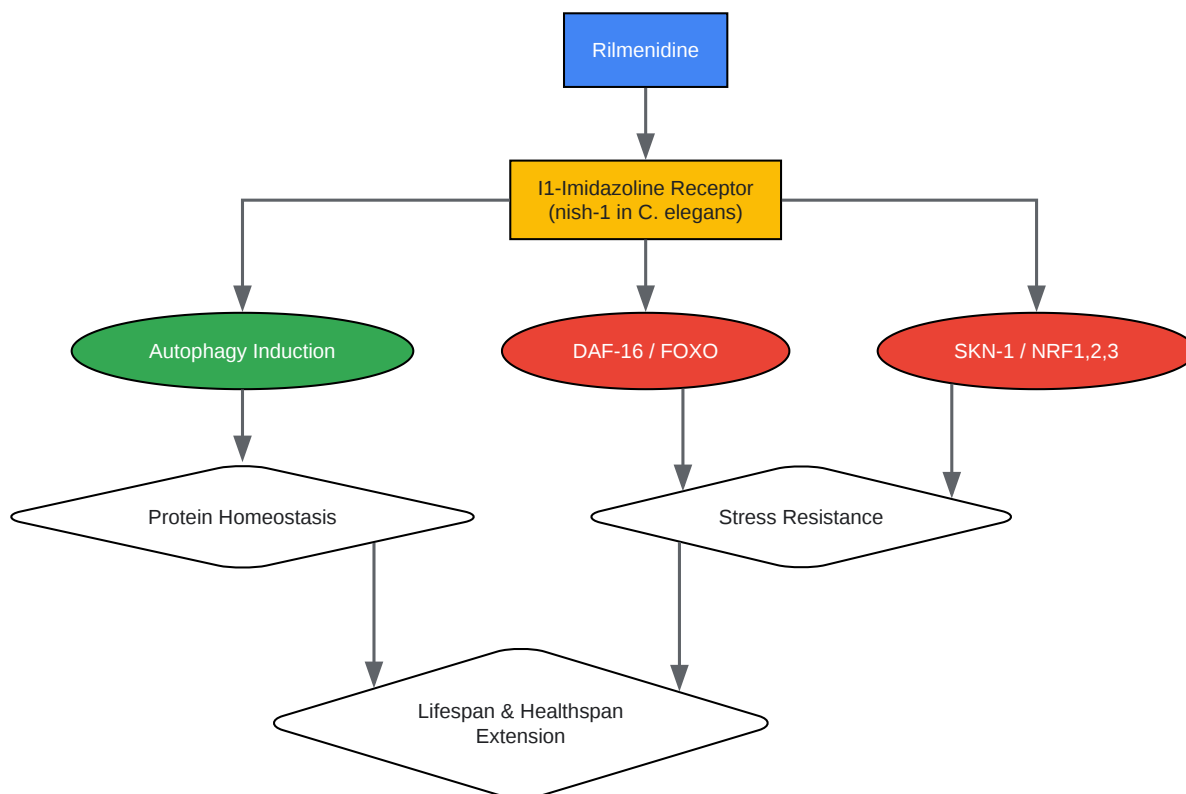 Rilmenidine
I1-Imidazoline Receptor
(nish-1 in C. elegans)
Autophagy Induction
DAF-16 / FOXO
SKN-1 / NRF1,2,3
Protein Homeostasis
Stress Resistance
Lifespan & Healthspan
Extension